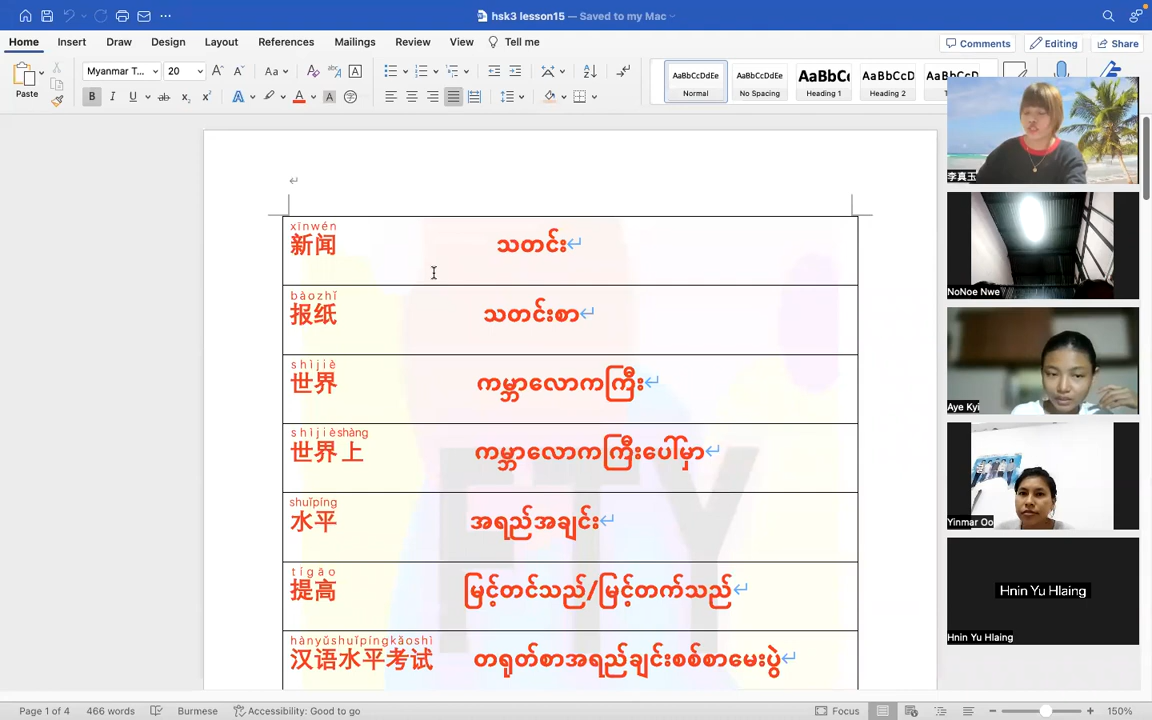 hsk3 lesson15 — Saved to my Mac
Home Insert Draw Design Layout References Mailings Review View Tell me
Comments Editing Share
Paste
Myanmar T... 20
AaBbCcDdEe Normal
AaBbCcDdEe No Spacing
AaBbCc Heading 1
AaBbCcD Heading 2
xīnwén
新闻 သတင်း
bàozhǐ
报纸 သတင်းစာ
shìjiè
世界 ကမ္ဘာလောကကြီး
shìjièshàng
世界上 ကမ္ဘာလောကကြီးပေါ်မှာ
shuǐpíng
水平 အရည်အချင်း
tígāo
提高 မြင့်တင်သည်/မြင့်တက်သည်
hànyǔshuǐpíngkǎoshì
汉语水平考试 တရုတ်စာအရည်ချင်းစစ်စာမေးပွဲ
FTY
李真玉
NoNoe Nwe
Aye Kyi
Yinmar Oo
Hnin Yu Hlaing
Hnin Yu Hlaing
Page 1 of 4 466 words Burmese Accessibility: Good to go Focus 150%